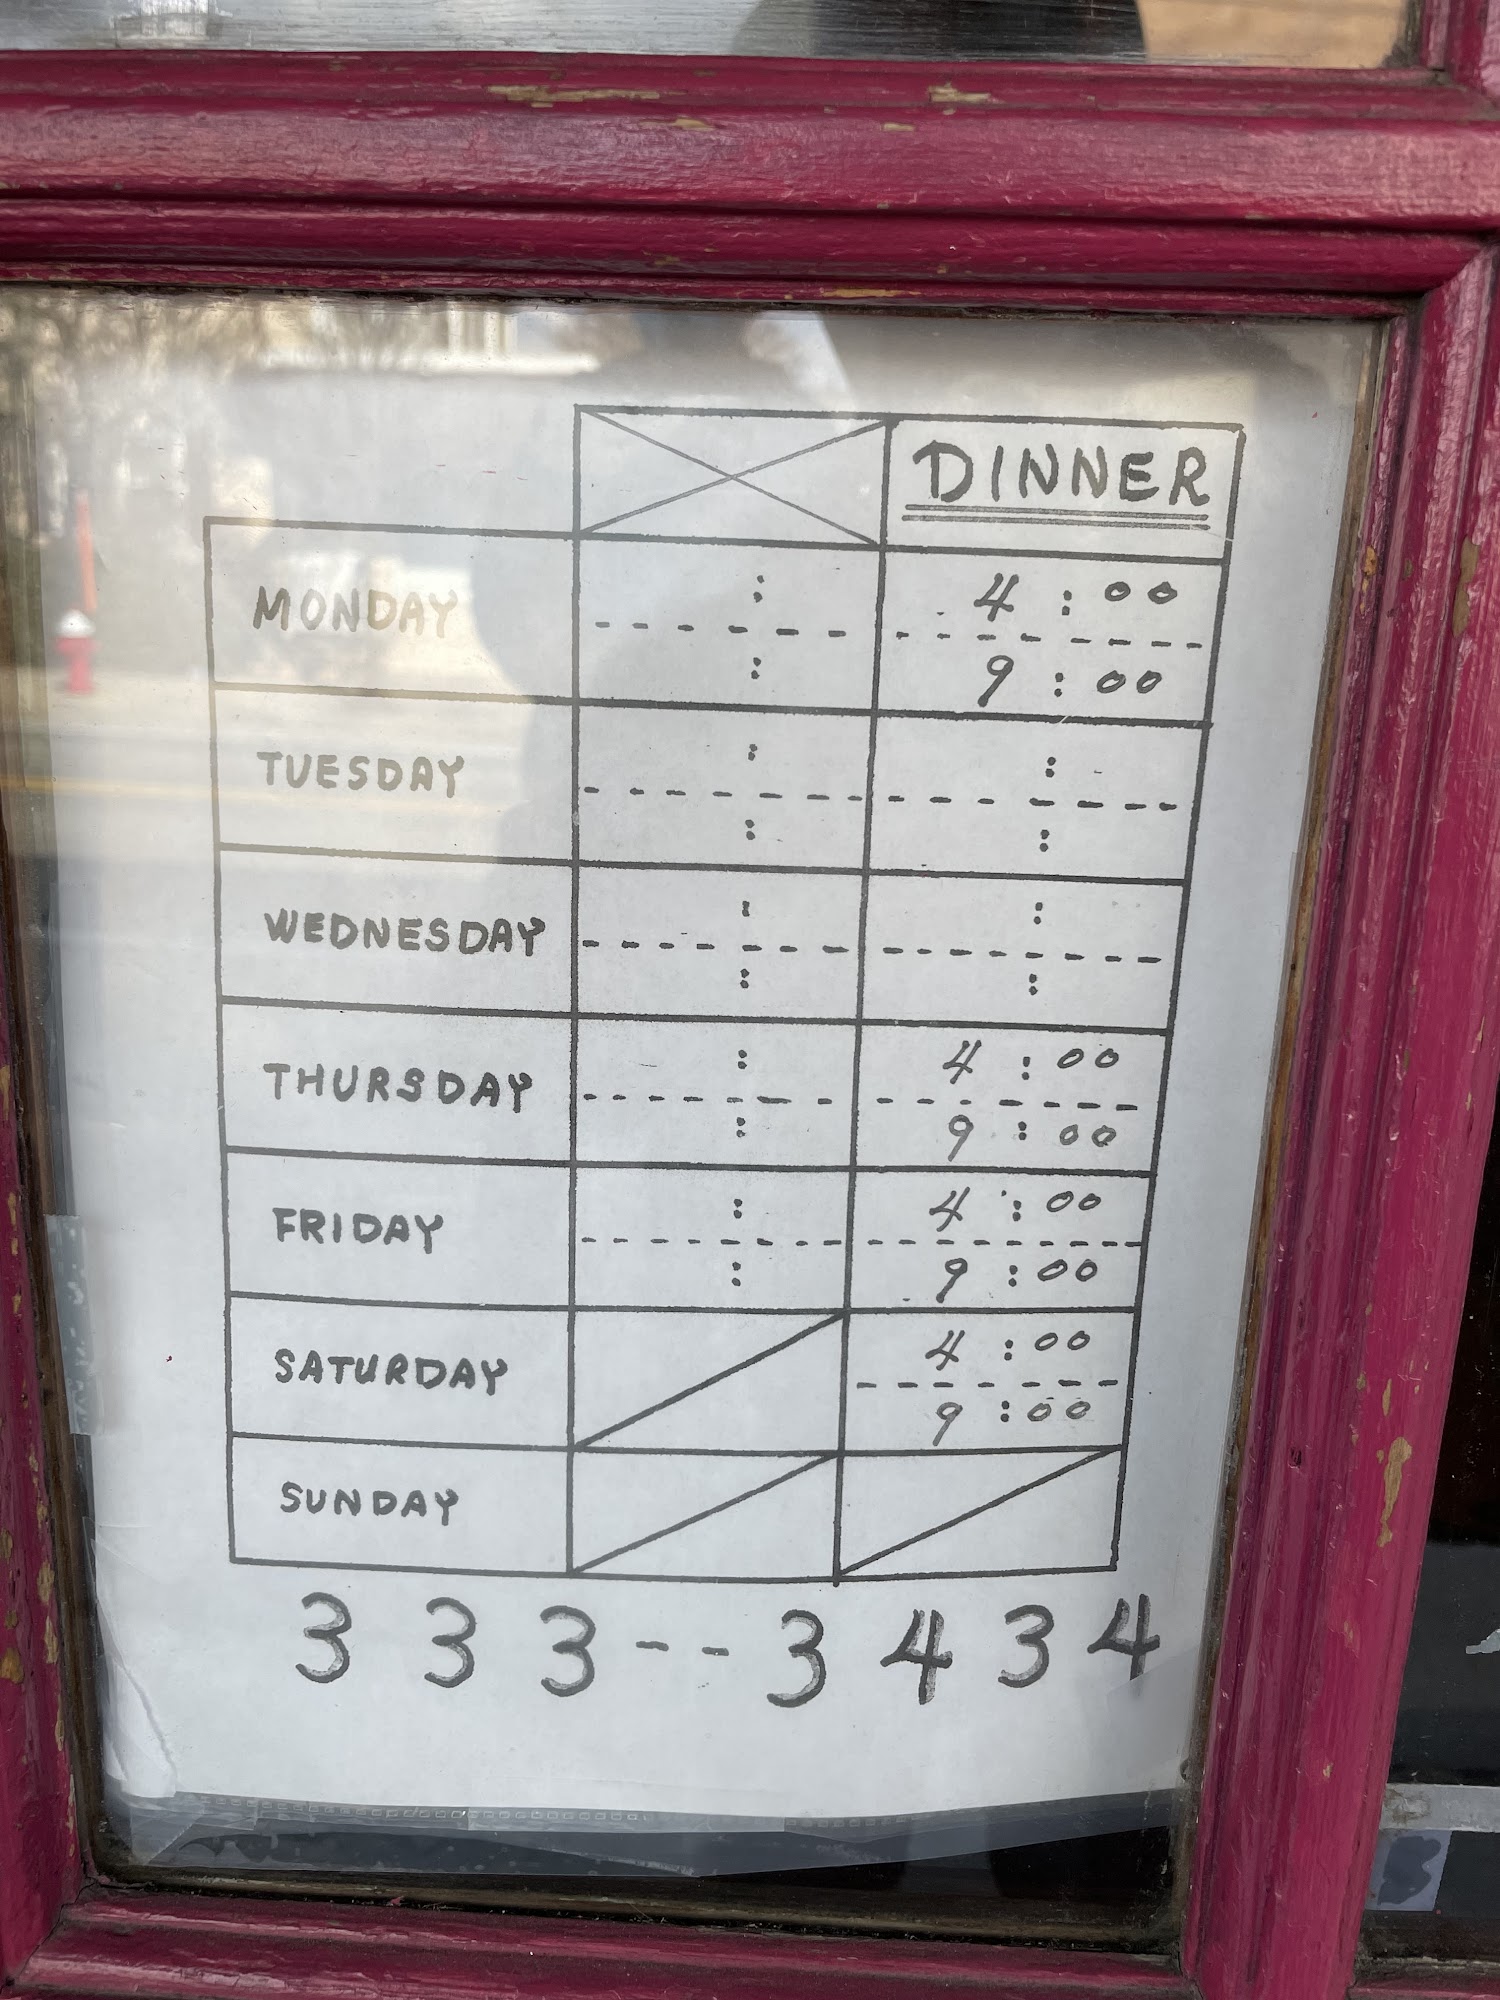 DINNER
MONDAY : 4:00
: 9:00
TUESDAY : :
: :
WEDNESDAY : :
: :
THURSDAY : 4:00
: 9:00
FRIDAY : 4:00
: 9:00
SATURDAY 4:00
9:00
SUNDAY
333--3434